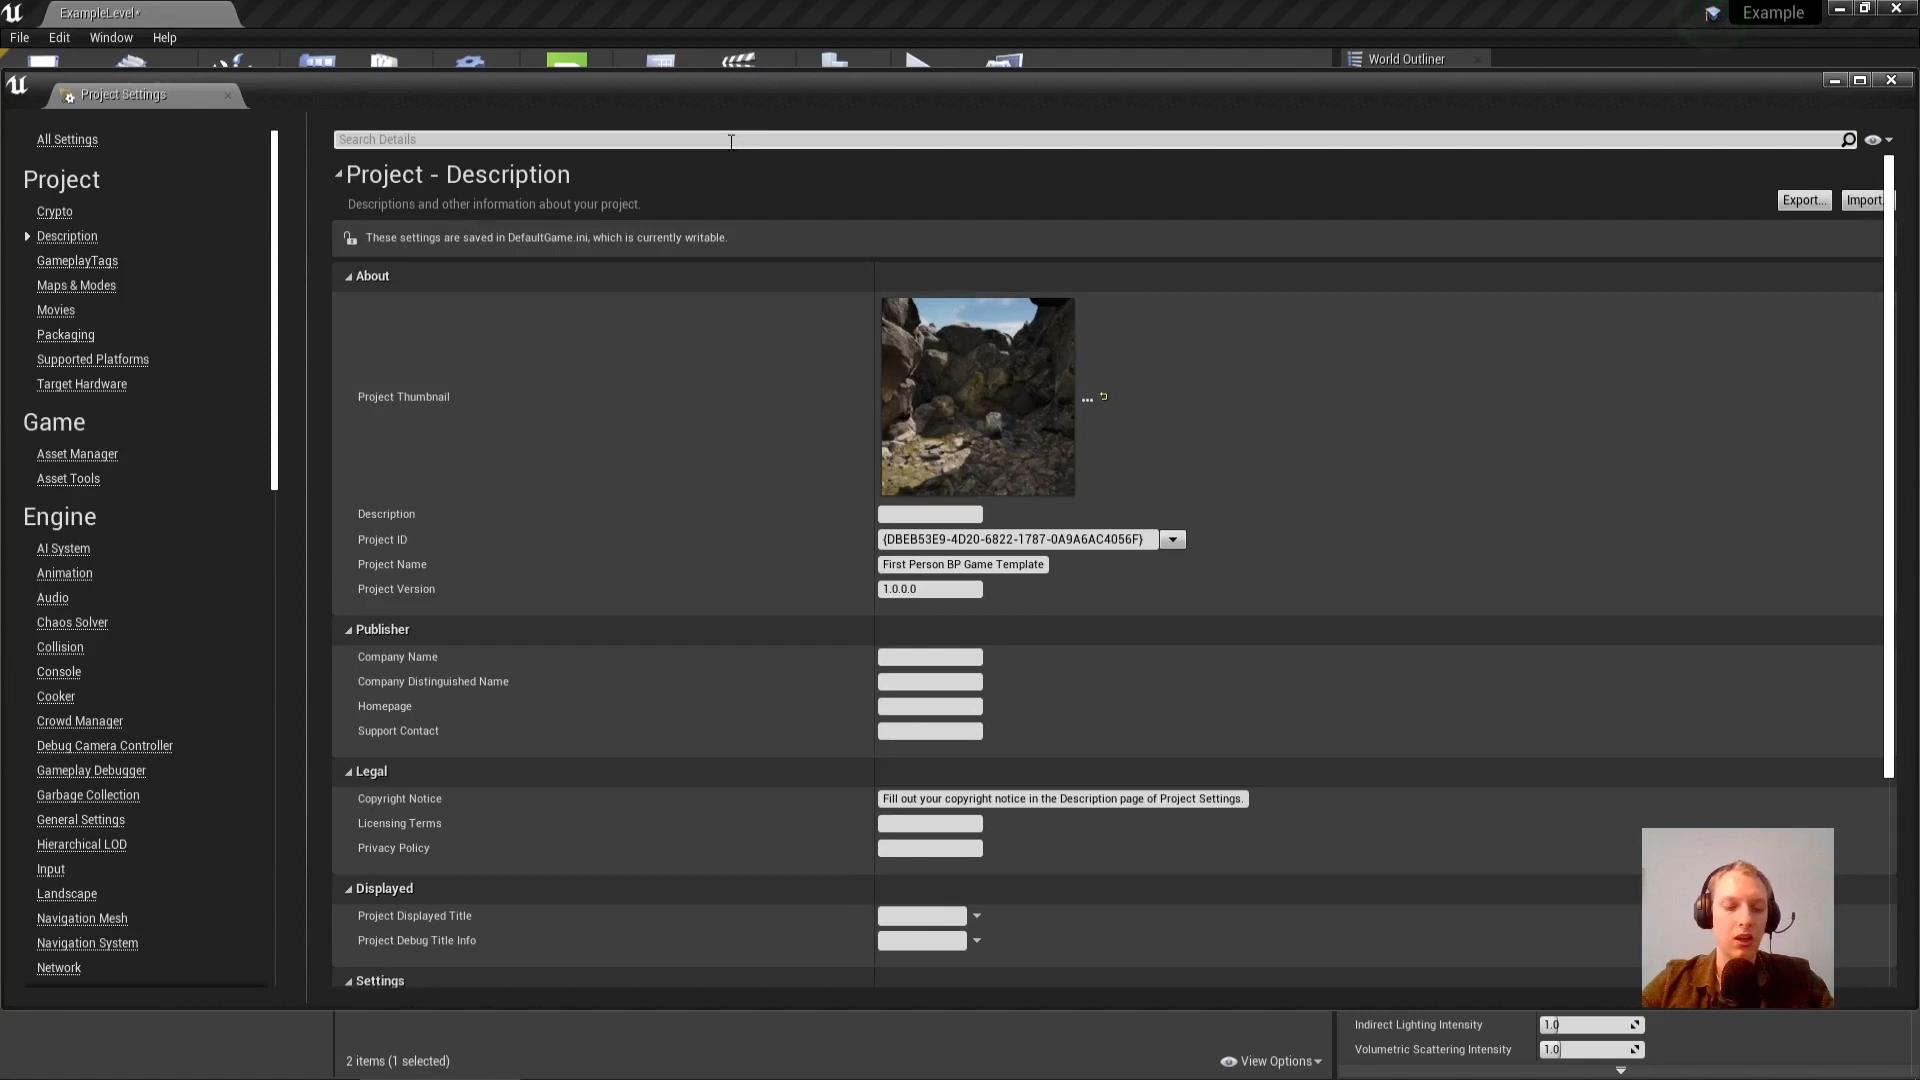 ExampleLevel*
Example
File Edit Window Help
World Outliner
Project Settings
All Settings
Project
Crypto
Description
GameplayTags
Maps & Modes
Movies
Packaging
Supported Platforms
Target Hardware
Game
Asset Manager
Asset Tools
Engine
AI System
Animation
Audio
Chaos Solver
Collision
Console
Cooker
Crowd Manager
Debug Camera Controller
Gameplay Debugger
Garbage Collection
General Settings
Hierarchical LOD
Input
Landscape
Navigation Mesh
Navigation System
Network
Search Details
Project - Description
Descriptions and other information about your project.
Export... Import
These settings are saved in DefaultGame.ini, which is currently writable.
About
Project Thumbnail
Description
Project ID {DBEB53E9-4D20-6822-1787-0A9A6AC4056F}
Project Name First Person BP Game Template
Project Version 1.0.0.0
Publisher
Company Name
Company Distinguished Name
Homepage
Support Contact
Legal
Copyright Notice Fill out your copyright notice in the Description page of Project Settings.
Licensing Terms
Privacy Policy
Displayed
Project Displayed Title
Project Debug Title Info
Settings
2 items (1 selected) View Options
Indirect Lighting Intensity 1.0
Volumetric Scattering Intensity 1.0